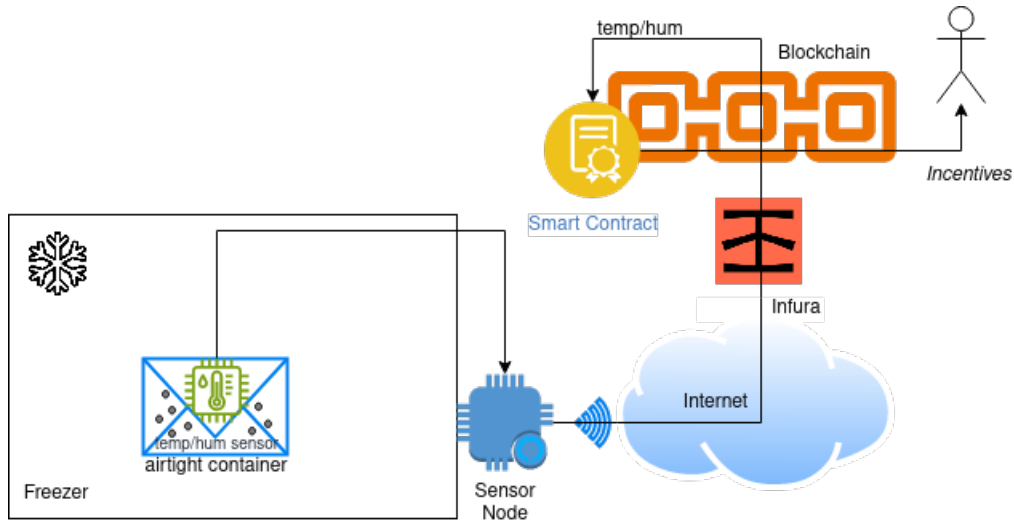 temp/hum
Blockchain
Incentives
Smart Contract
Infura
Internet
temp/hum sensor
airtight container
Freezer
Sensor
Node